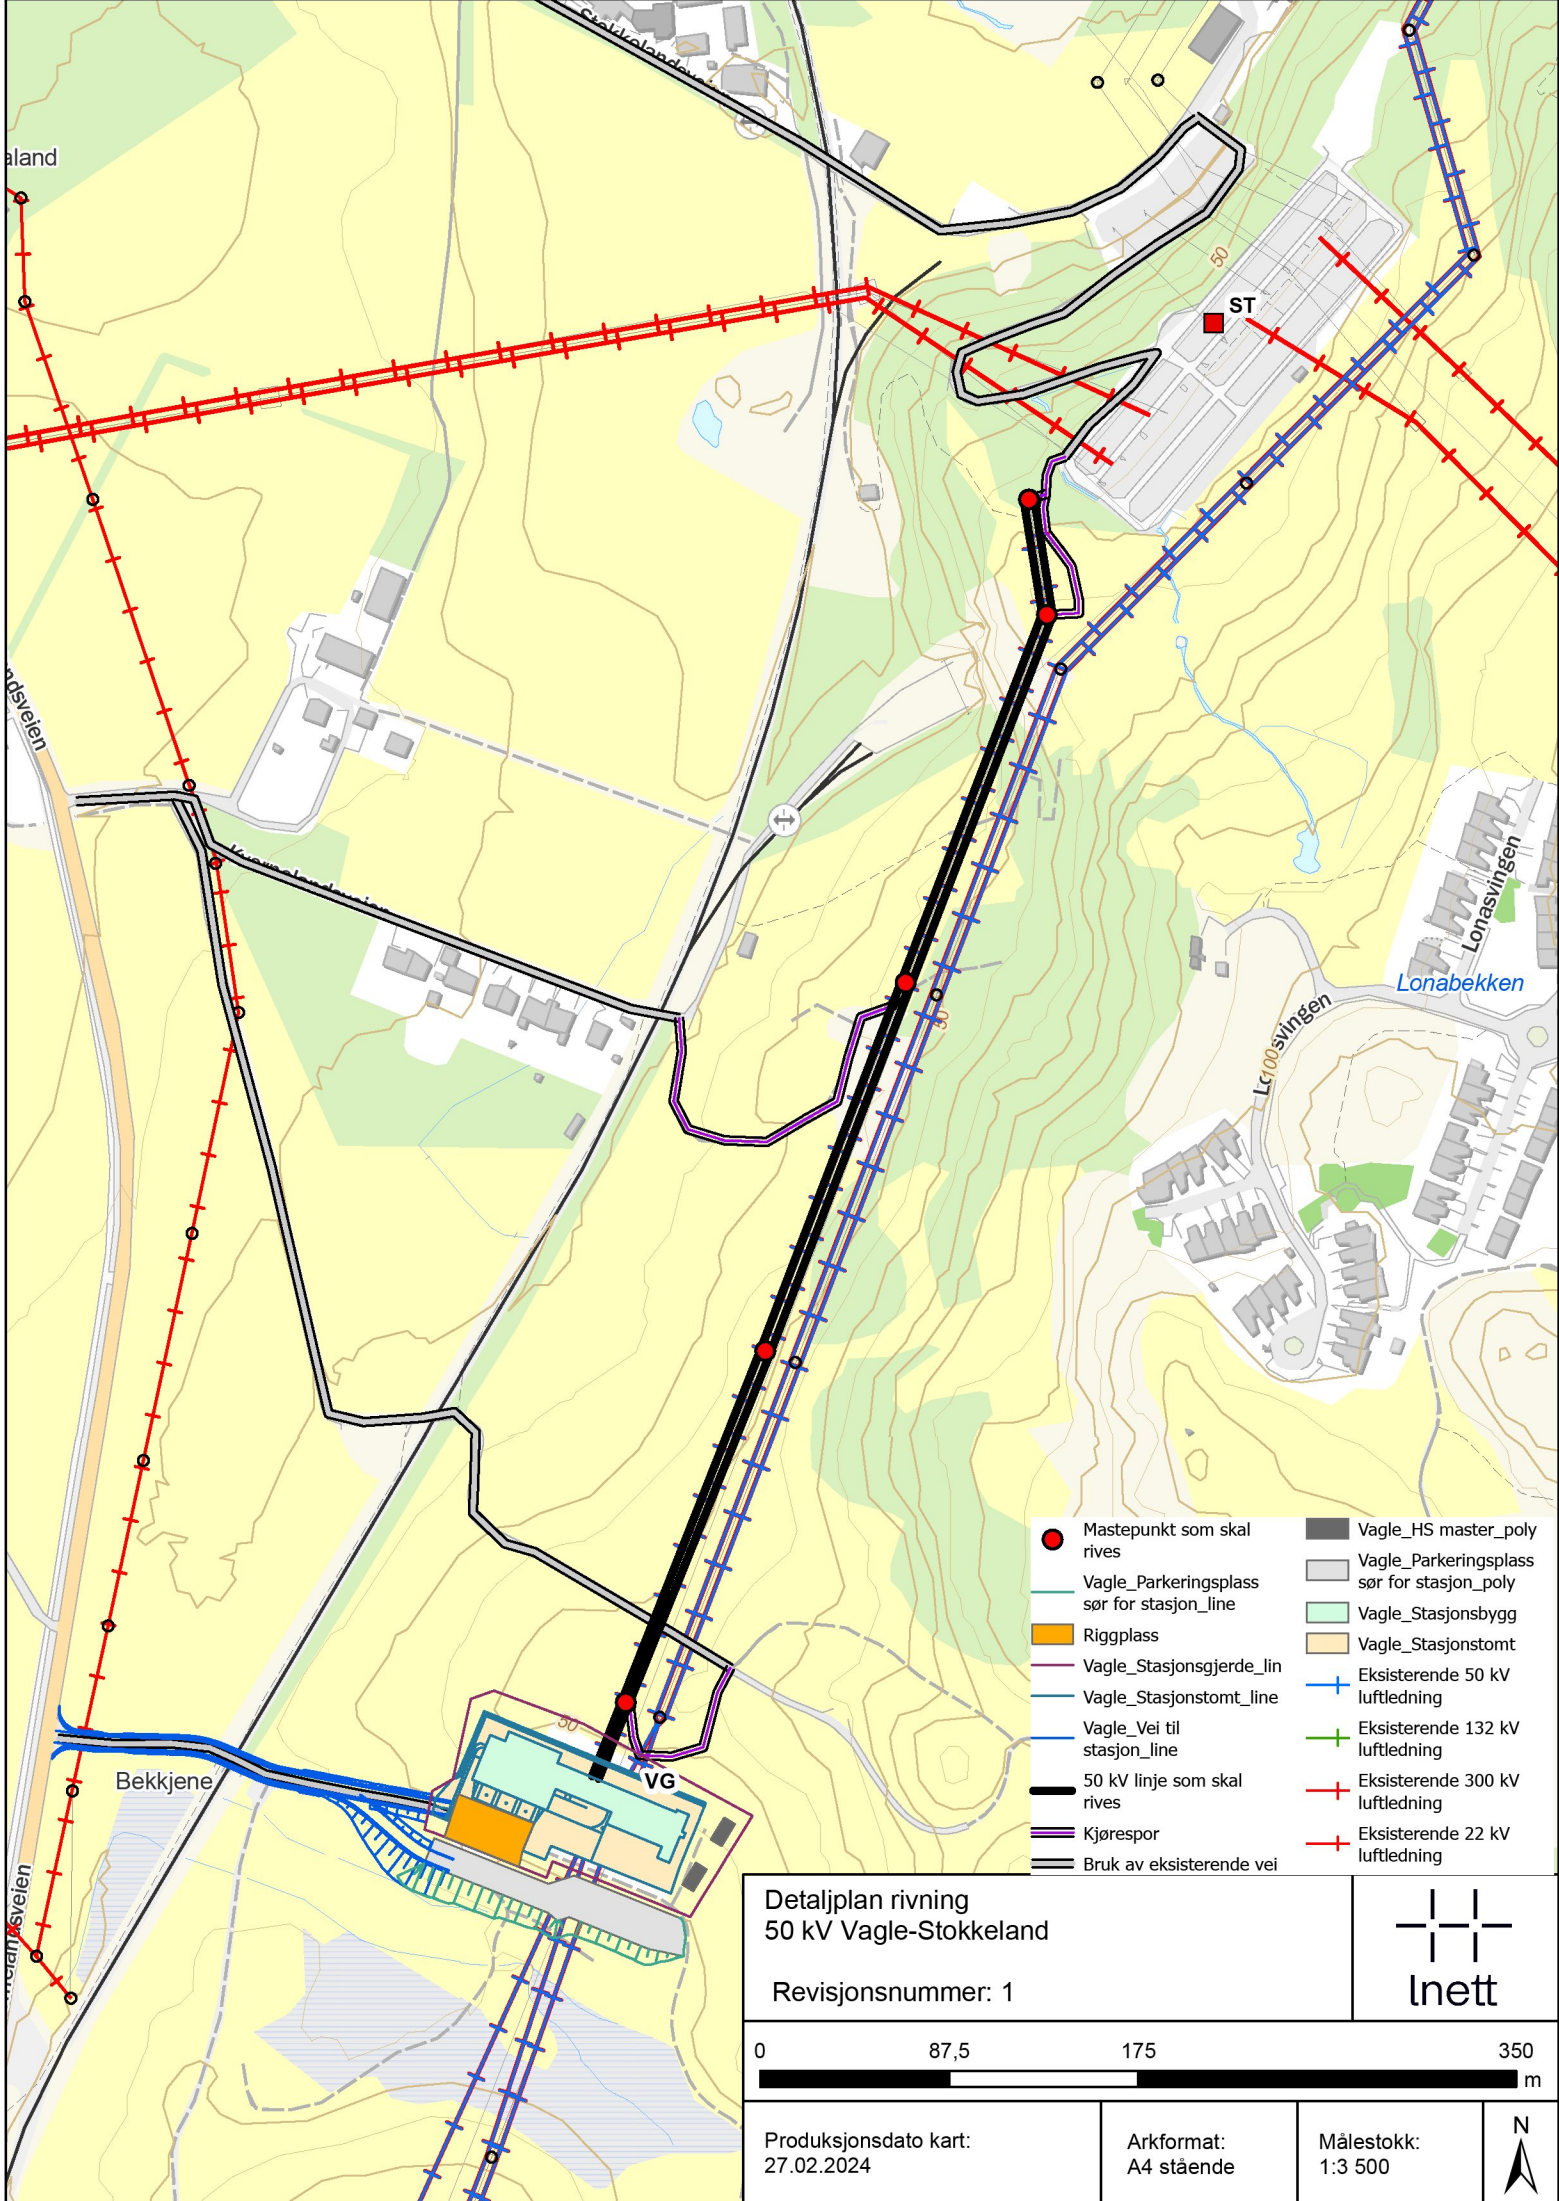 aland
50
ST
Lonasvingen
Lonabekken
50
100
Mastepunkt som skal
rives
Vagle_Parkeringsplass
sør for stasjon_line
Riggplass
Vagle_Stasjonsgjerde_lin
Vagle_Stasjonstomt_line
Vagle_Vei til
stasjon_line
50 kV linje som skal
rives
Kjørespor
Bruk av eksisterende vei
Vagle_HS master_poly
Vagle_Parkeringsplass
sør for stasjon_poly
Vagle_Stasjonsbygg
Vagle_Stasjonstomt
Eksisterende 50 kV
luftledning
Eksisterende 132 kV
luftledning
Eksisterende 300 kV
luftledning
Eksisterende 22 kV
luftledning
50
VG
Bekkjene
Detaljplan rivning
50 kV Vagle-Stokkeland
Revisjonsnummer: 1
lnett
0 87,5 175 350
m
Produksjonsdato kart:
27.02.2024
Arkformat:
A4 stående
Målestokk:
1:3 500
N